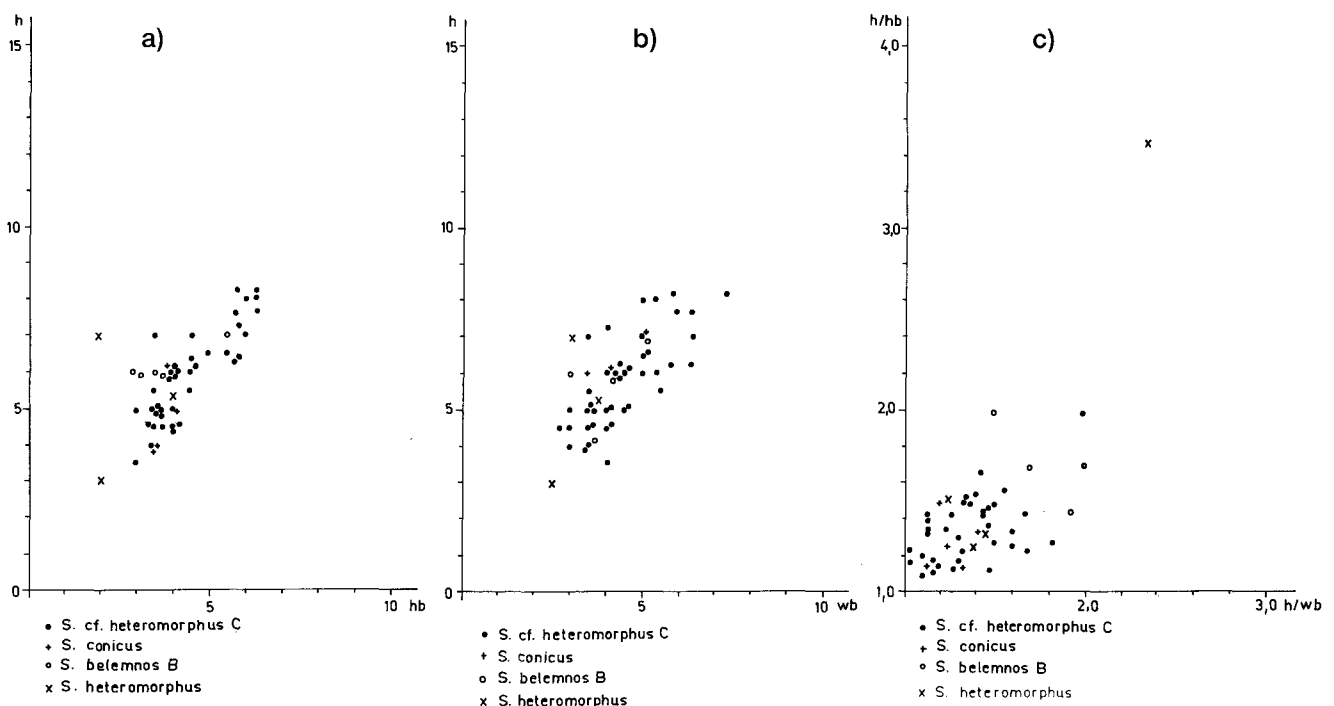 a)
h
15
10
5
0
5
10
hb
• S. cf. heteromorphus C
+ S. conicus
o S. belemnos B
x S. heteromorphus
b)
h
15
10
5
0
5
10 wb
• S. cf. heteromorphus C
+ S. conicus
o S. belemnos B
x S. heteromorphus
c)
h/hb
4,0
3,0
2,0
1,0
2,0
3,0 h/wb
• S. cf. heteromorphus C
+ S. conicus
o S. belemnos B
x S. heteromorphus